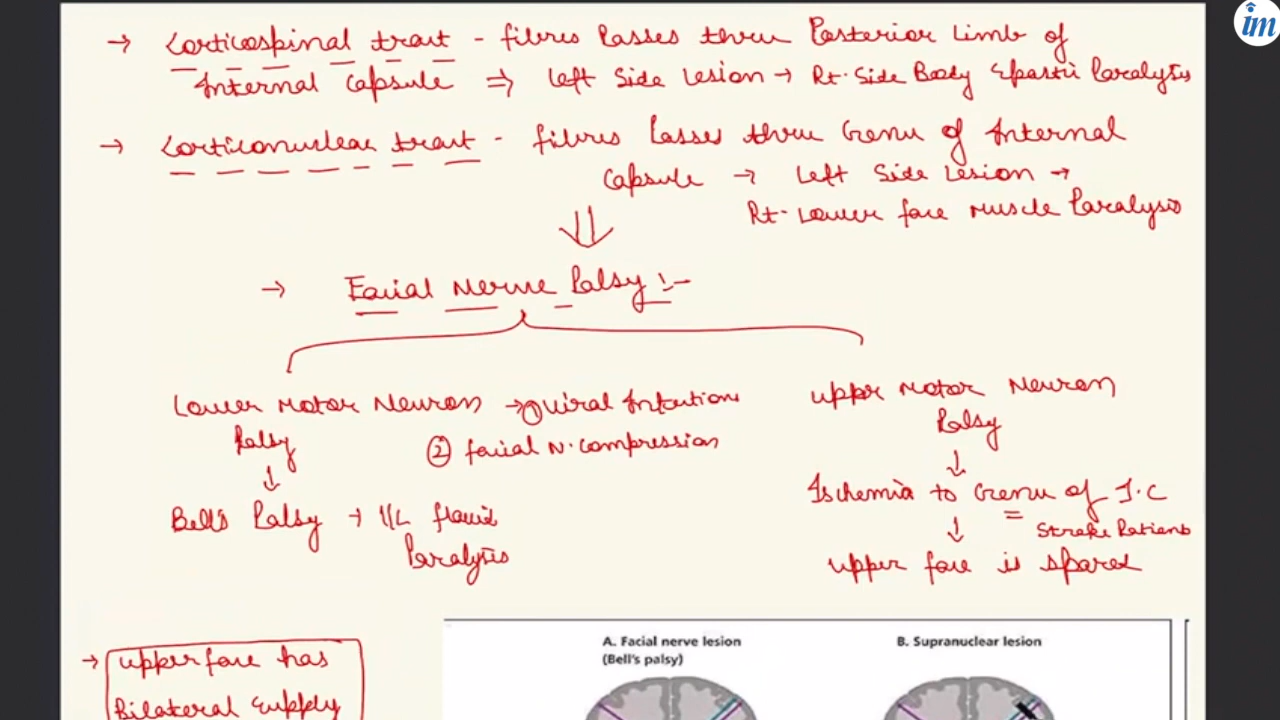 im
→ Corticospinal tract - fibres Passes thru Posterior Limb of
Internal Capsule ⇒ Left Side Lesion → Rt. Side Body Spastic Paralysis
→ Corticonuclear tract - fibres Passes thru Genu of Internal
Capsule → Left Side Lesion →
Rt. Lower face Muscle Paralysis
→ Facial Nerve Palsy :-
Lower Motor Neuron → ① Viral Infections
Palsy
② facial N. compression
Bell's Palsy → I/L flaccid
Paralysis
upper Motor Neuron
Palsy
Ischemia to Genu of I.C
Stroke Patients
upper face is spared
→ upper face has
Bilateral supply
A. Facial nerve lesion
(Bell's palsy)
B. Supranuclear lesion